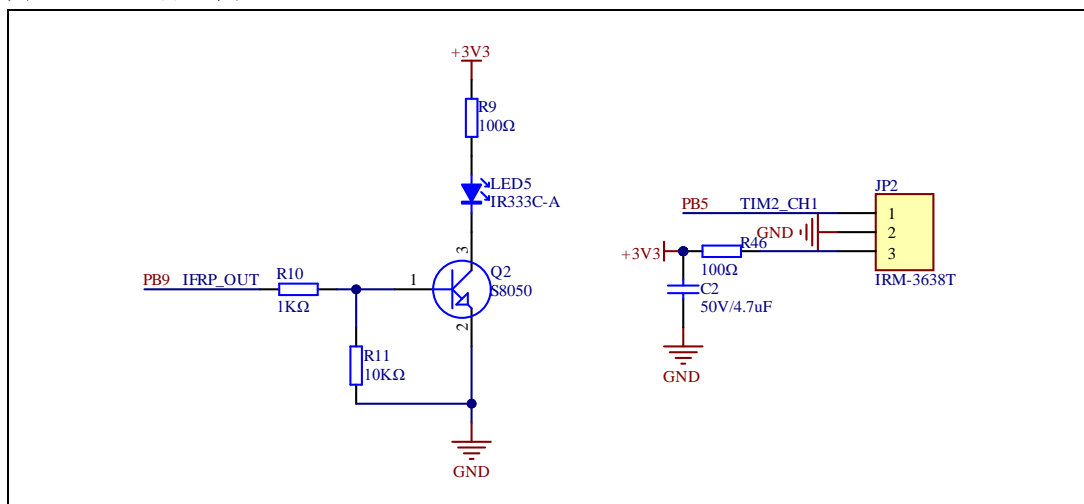 +3V3
R9
100Ω
LED5
IR333C-A
PB9 IFRP_OUT
R10
1KΩ
1
3
Q2
S8050
2
R11
10KΩ
GND
JP2
PB5 TIM2_CH1
1
GND
2
+3V3
R46
100Ω
3
IRM-3638T
C2
50V/4.7uF
GND